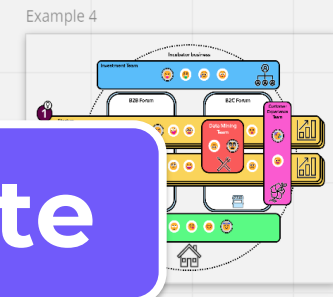 Example 4
Incubator business
Investment Team
B2B Forum
B2C Forum
Customer
Experience
Team
Data Mining
Team
te